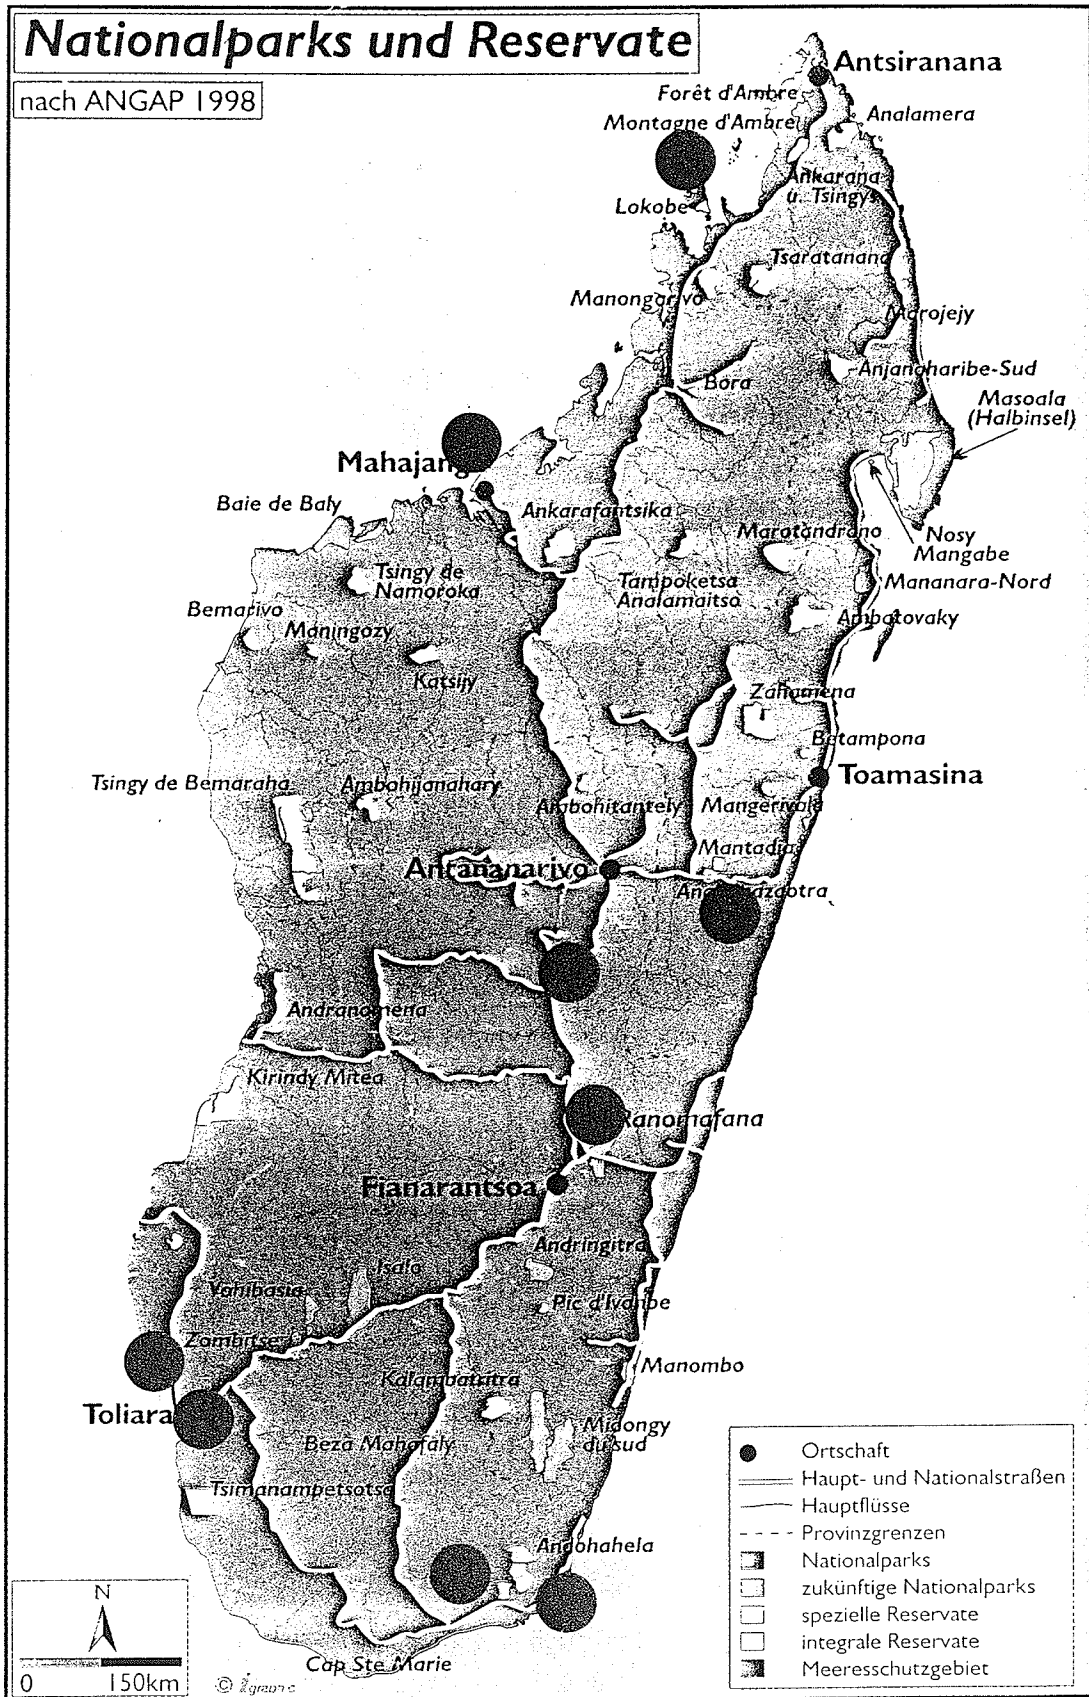 Nationalparks und Reservate
nach ANGAP 1998
Antsiranana
Forêt d'Ambre
Montagne d'Ambre
Analamera
Ankarana
u. Tsingys
Lokobe
Tsaratanana
Manongarivo
Marojejy
Anjanaharibe-Sud
Bora
Masoala
(Halbinsel)
Mahajang
Baie de Baly
Ankarafantsika
Marotandrano
Nosy
Mangabe
Tsingy de
Namoroka
Tampoketsa
Analamaitso
Mananara-Nord
Bemarivo
Maningozy
Ambatovaky
Katsijy
Zahamena
Betampona
Tsingy de Bemaraha
Ambohijanahary
Toamasina
Ambohitantely
Mangerivola
Mantadia
Antananarivo
Andranomena
Kirindy Mitea
Ranomafana
Fianarantsoa
Andringitra
Isalo
Vohibasia
Pic d'Ivohibe
Zombitse
Manombo
Kalambatritra
Toliara
Midongy
du sud
Beza Mahafaly
Tsimanampetsotsa
Andohahela
Cap Ste Marie
N
0 150km
©
Ortschaft
Haupt- und Nationalstraßen
Hauptflüsse
Provinzgrenzen
Nationalparks
zukünftige Nationalparks
spezielle Reservate
integrale Reservate
Meeresschutzgebiet